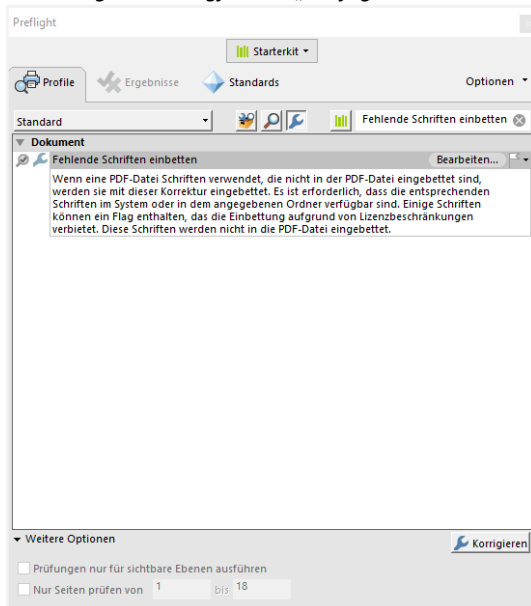 Preflight
Starterkit
Profile
Ergebnisse
Standards
Optionen
Standard
Fehlende Schriften einbetten
Dokument
Fehlende Schriften einbetten
Bearbeiten...
Wenn eine PDF-Datei Schriften verwendet, die nicht in der PDF-Datei eingebettet sind,
werden sie mit dieser Korrektur eingebettet. Es ist erforderlich, dass die entsprechenden
Schriften im System oder in dem angegebenen Ordner verfügbar sind. Einige Schriften
können ein Flag enthalten, das die Einbettung aufgrund von Lizenzbeschränkungen
verbietet. Diese Schriften werden nicht in die PDF-Datei eingebettet.
Weitere Optionen
Korrigieren
Prüfungen nur für sichtbare Ebenen ausführen
Nur Seiten prüfen von 1 bis 18